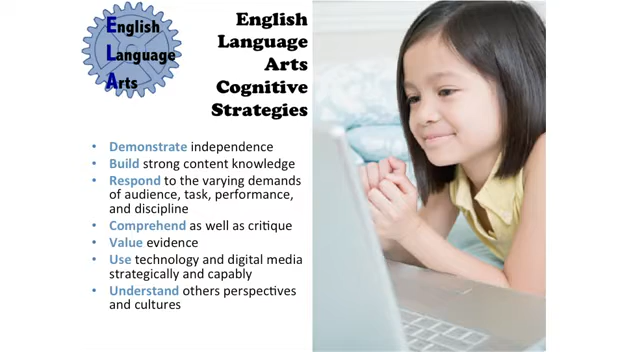 English
Language
Arts
English
Language
Arts
Cognitive
Strategies
• Demonstrate independence
• Build strong content knowledge
• Respond to the varying demands
of audience, task, performance,
and discipline
• Comprehend as well as critique
• Value evidence
• Use technology and digital media
strategically and capably
• Understand others perspectives
and cultures